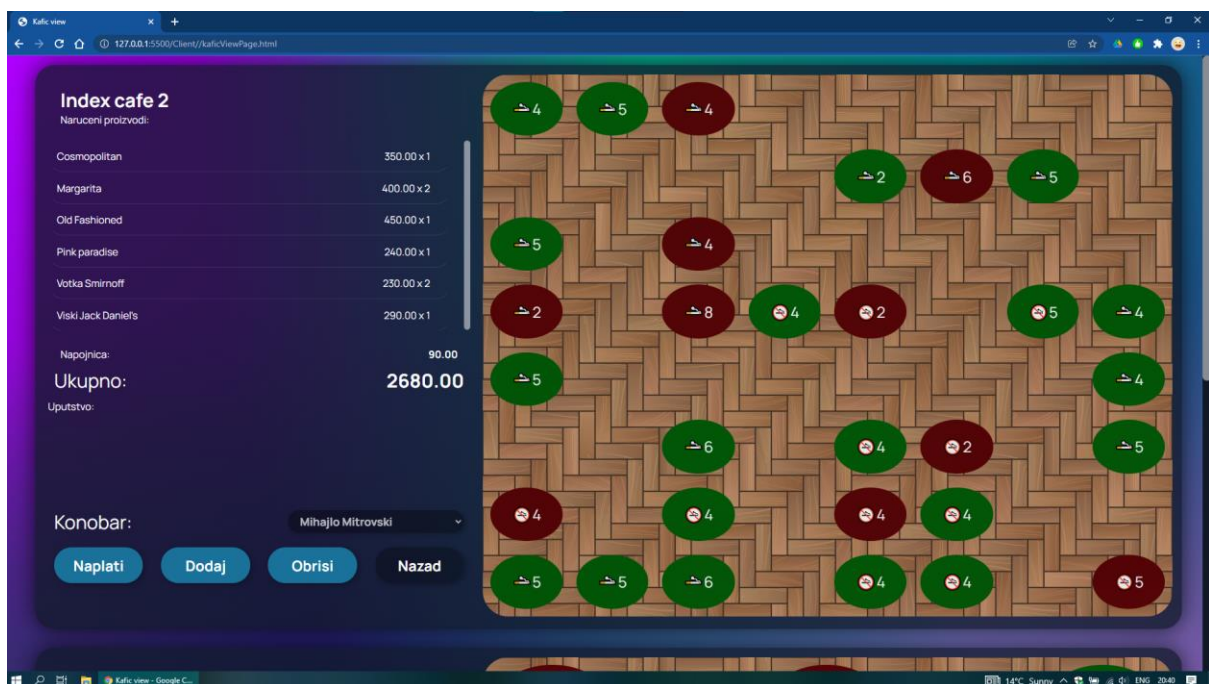 Kafic view
127.0.0.1:5500/Client//kaficViewPage.html
Index cafe 2
Naruceni proizvodi:
Cosmopolitan 350.00 x 1
Margarita 400.00 x 2
Old Fashioned 450.00 x 1
Pink paradise 240.00 x 1
Votka Smirnoff 230.00 x 2
Viski Jack Daniel's 290.00 x 1
Napojnica: 90.00
Ukupno: 2680.00
Uputstvo:
Konobar: Mihajlo Mitrovski
Naplati Dodaj Obrisi Nazad
4 5 4
2 6 5
5 4
2 8 4 2 5 4
5 4
6 4 2 5
4 4 4 4
5 5 6 4 4 5
Kafic view - Google C...
14°C Sunny ENG 20:40